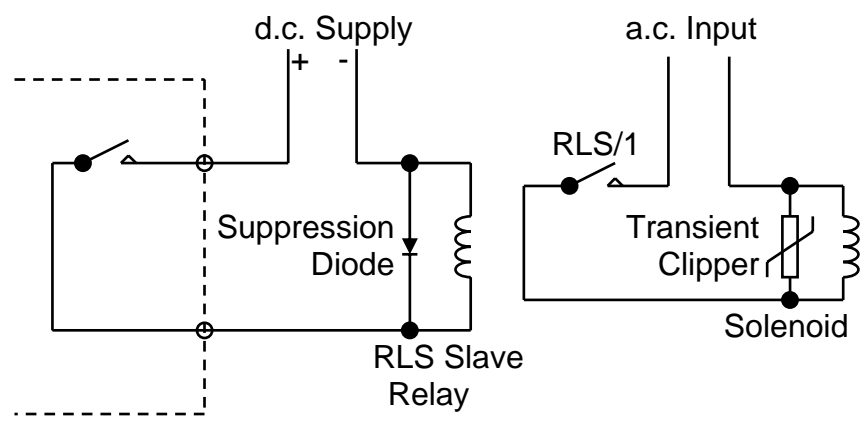 d.c. Supply
+ -
a.c. Input
RLS/1
Suppression
Diode
Transient
Clipper
Solenoid
RLS Slave
Relay